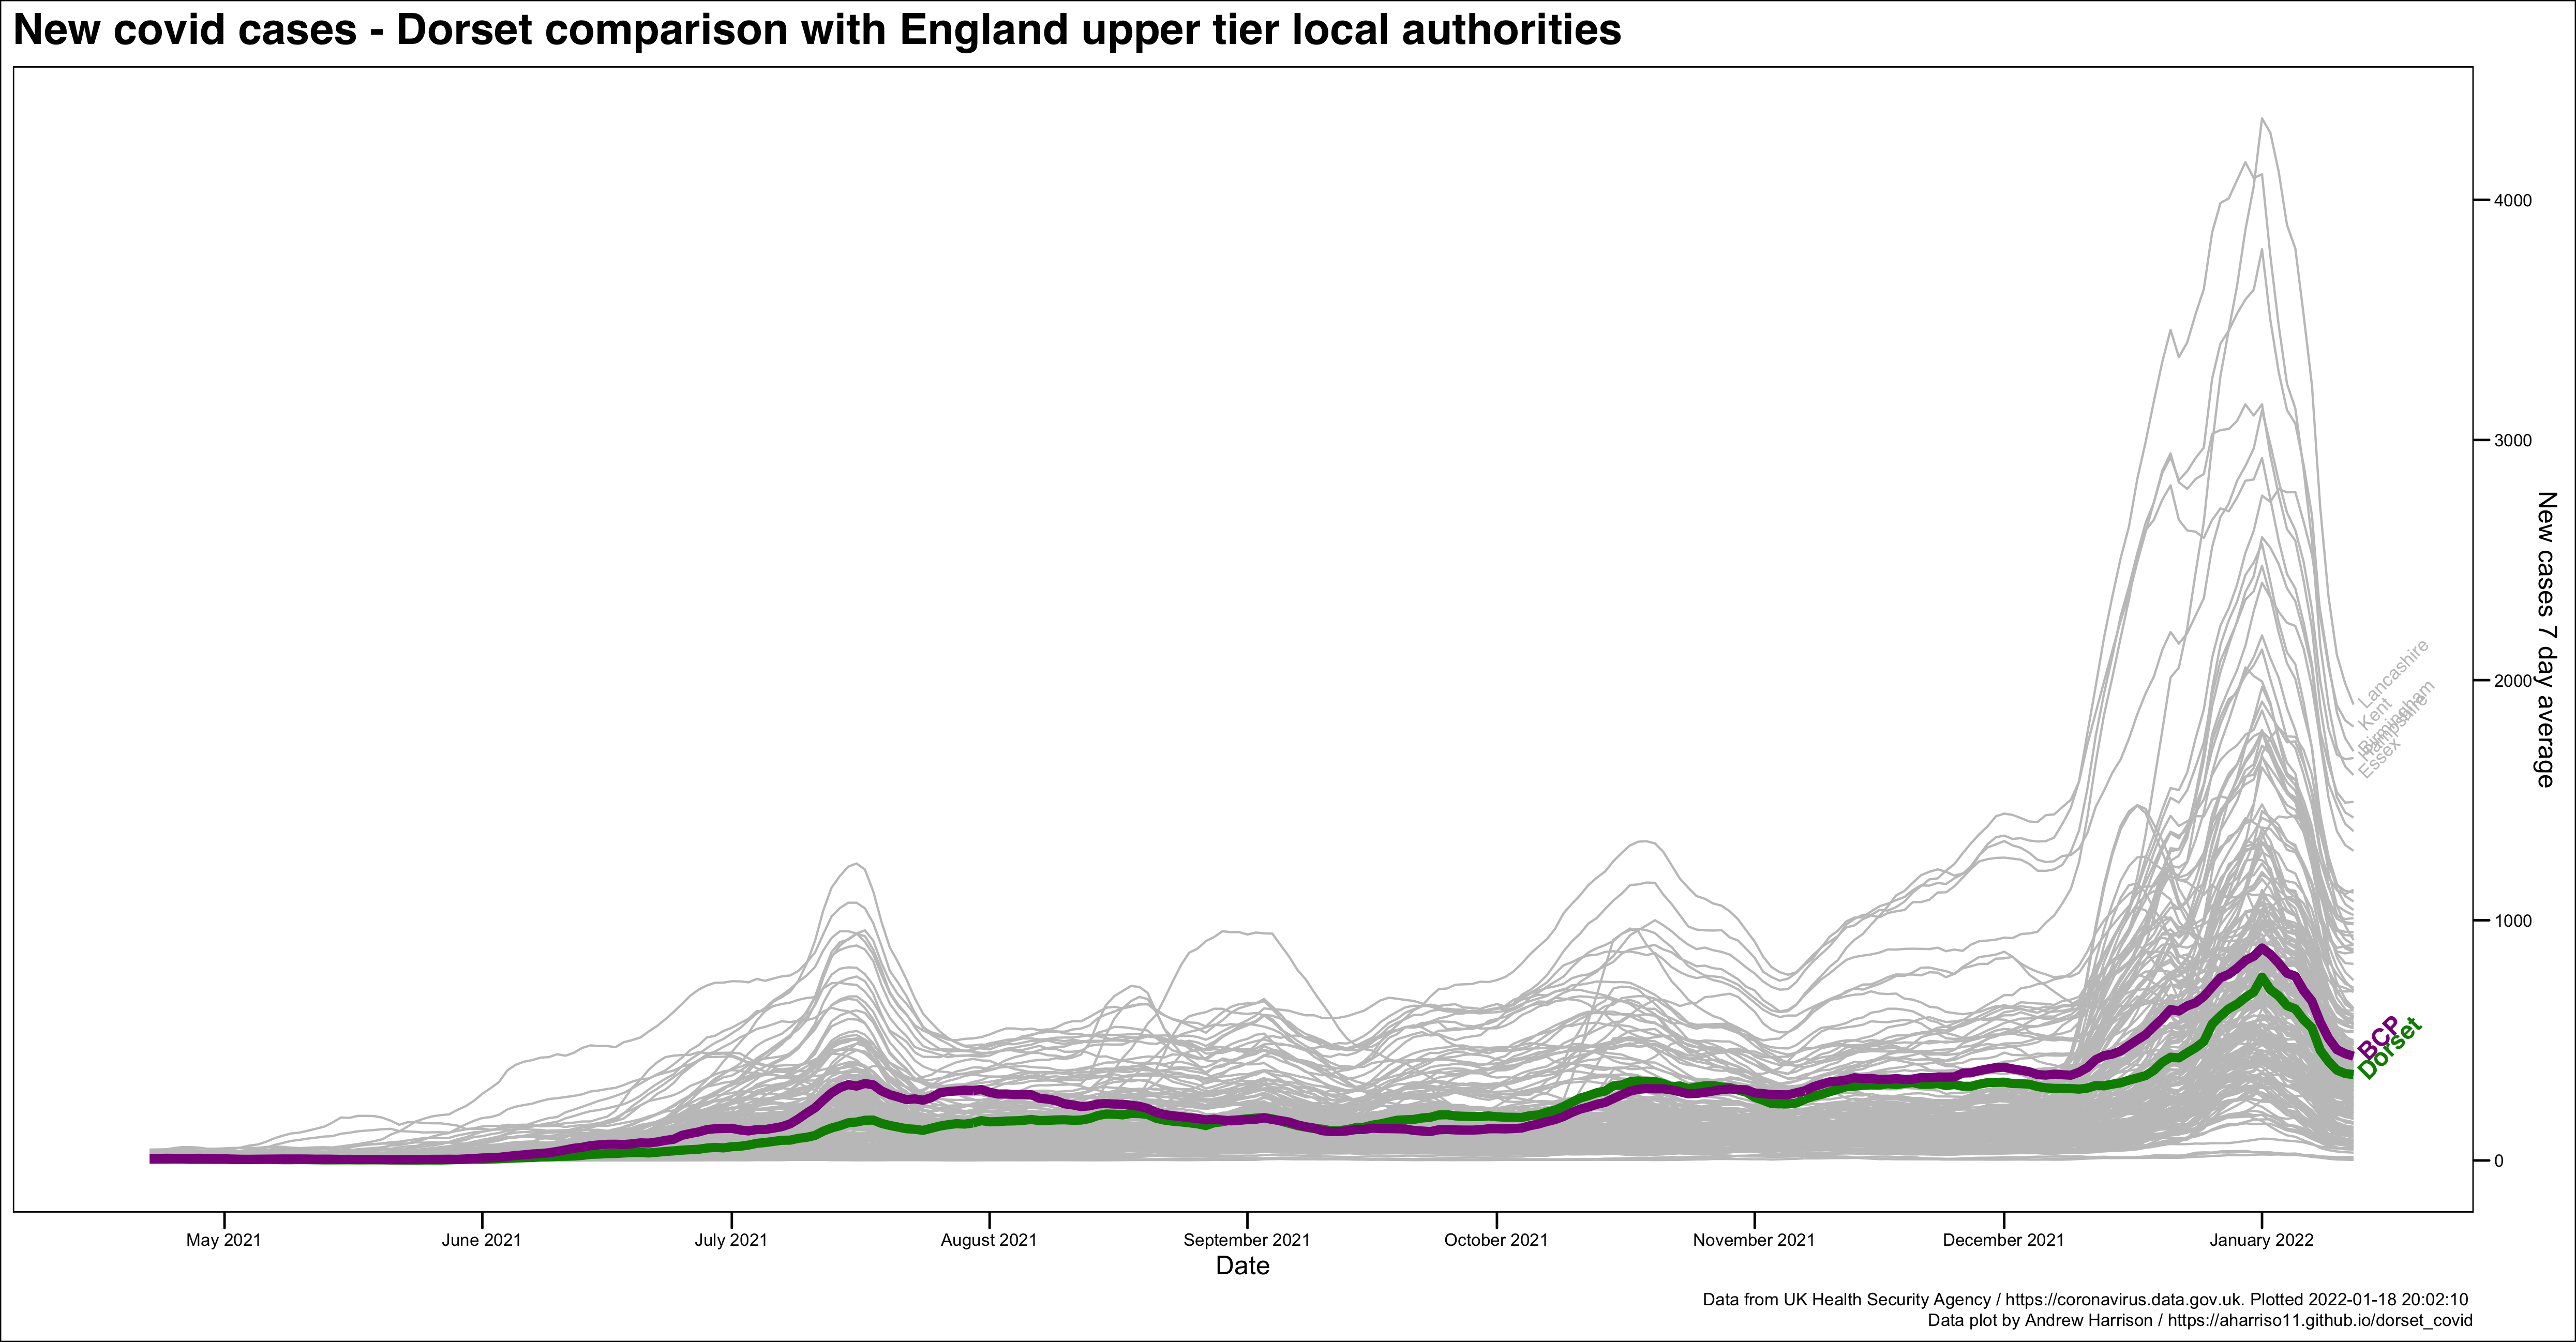 New covid cases - Dorset comparison with England upper tier local authorities
4000
3000
2000
1000
0
New cases 7 day average
Lancashire
Kent
Birmingham
Hampshire
Essex
BCP
Dorset
May 2021
June 2021
July 2021
August 2021
September 2021
October 2021
November 2021
December 2021
January 2022
Date
Data from UK Health Security Agency / https://coronavirus.data.gov.uk. Plotted 2022-01-18 20:02:10
Data plot by Andrew Harrison / https://aharriso11.github.io/dorset_covid